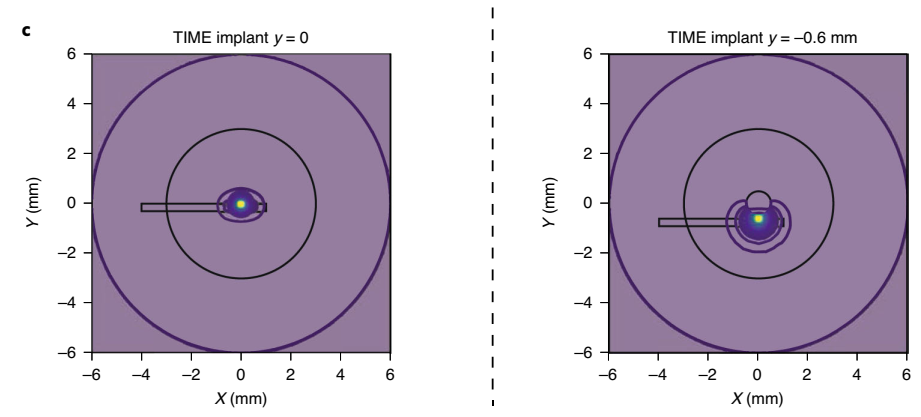 c
TIME implant y = 0
6
4
2
0
–2
–4
–6
Y (mm)
–6 –4 –2 0 2 4 6
X (mm)
TIME implant y = –0.6 mm
6
4
2
0
–2
–4
–6
Y (mm)
–6 –4 –2 0 2 4 6
X (mm)